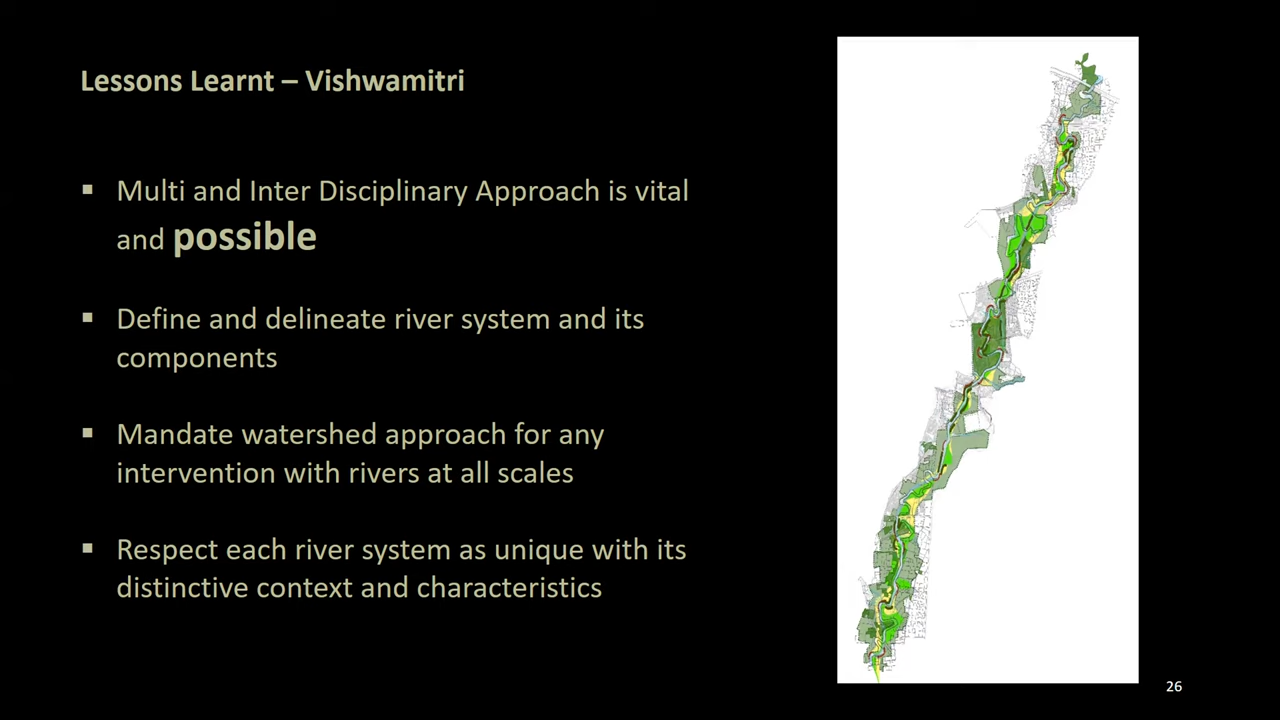 Lessons Learnt – Vishwamitri
▪ Multi and Inter Disciplinary Approach is vital
and possible
▪ Define and delineate river system and its
components
▪ Mandate watershed approach for any
intervention with rivers at all scales
▪ Respect each river system as unique with its
distinctive context and characteristics
26